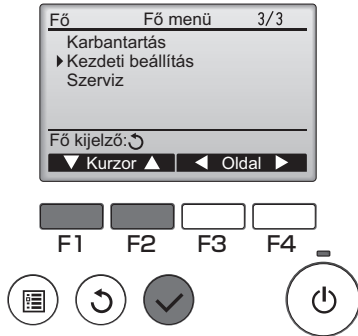 Fő Fő menü 3/3
Karbantartás
Kezdeti beállítás
Szerviz
Fő kijelző:
Kurzor Oldal
F1 F2 F3 F4